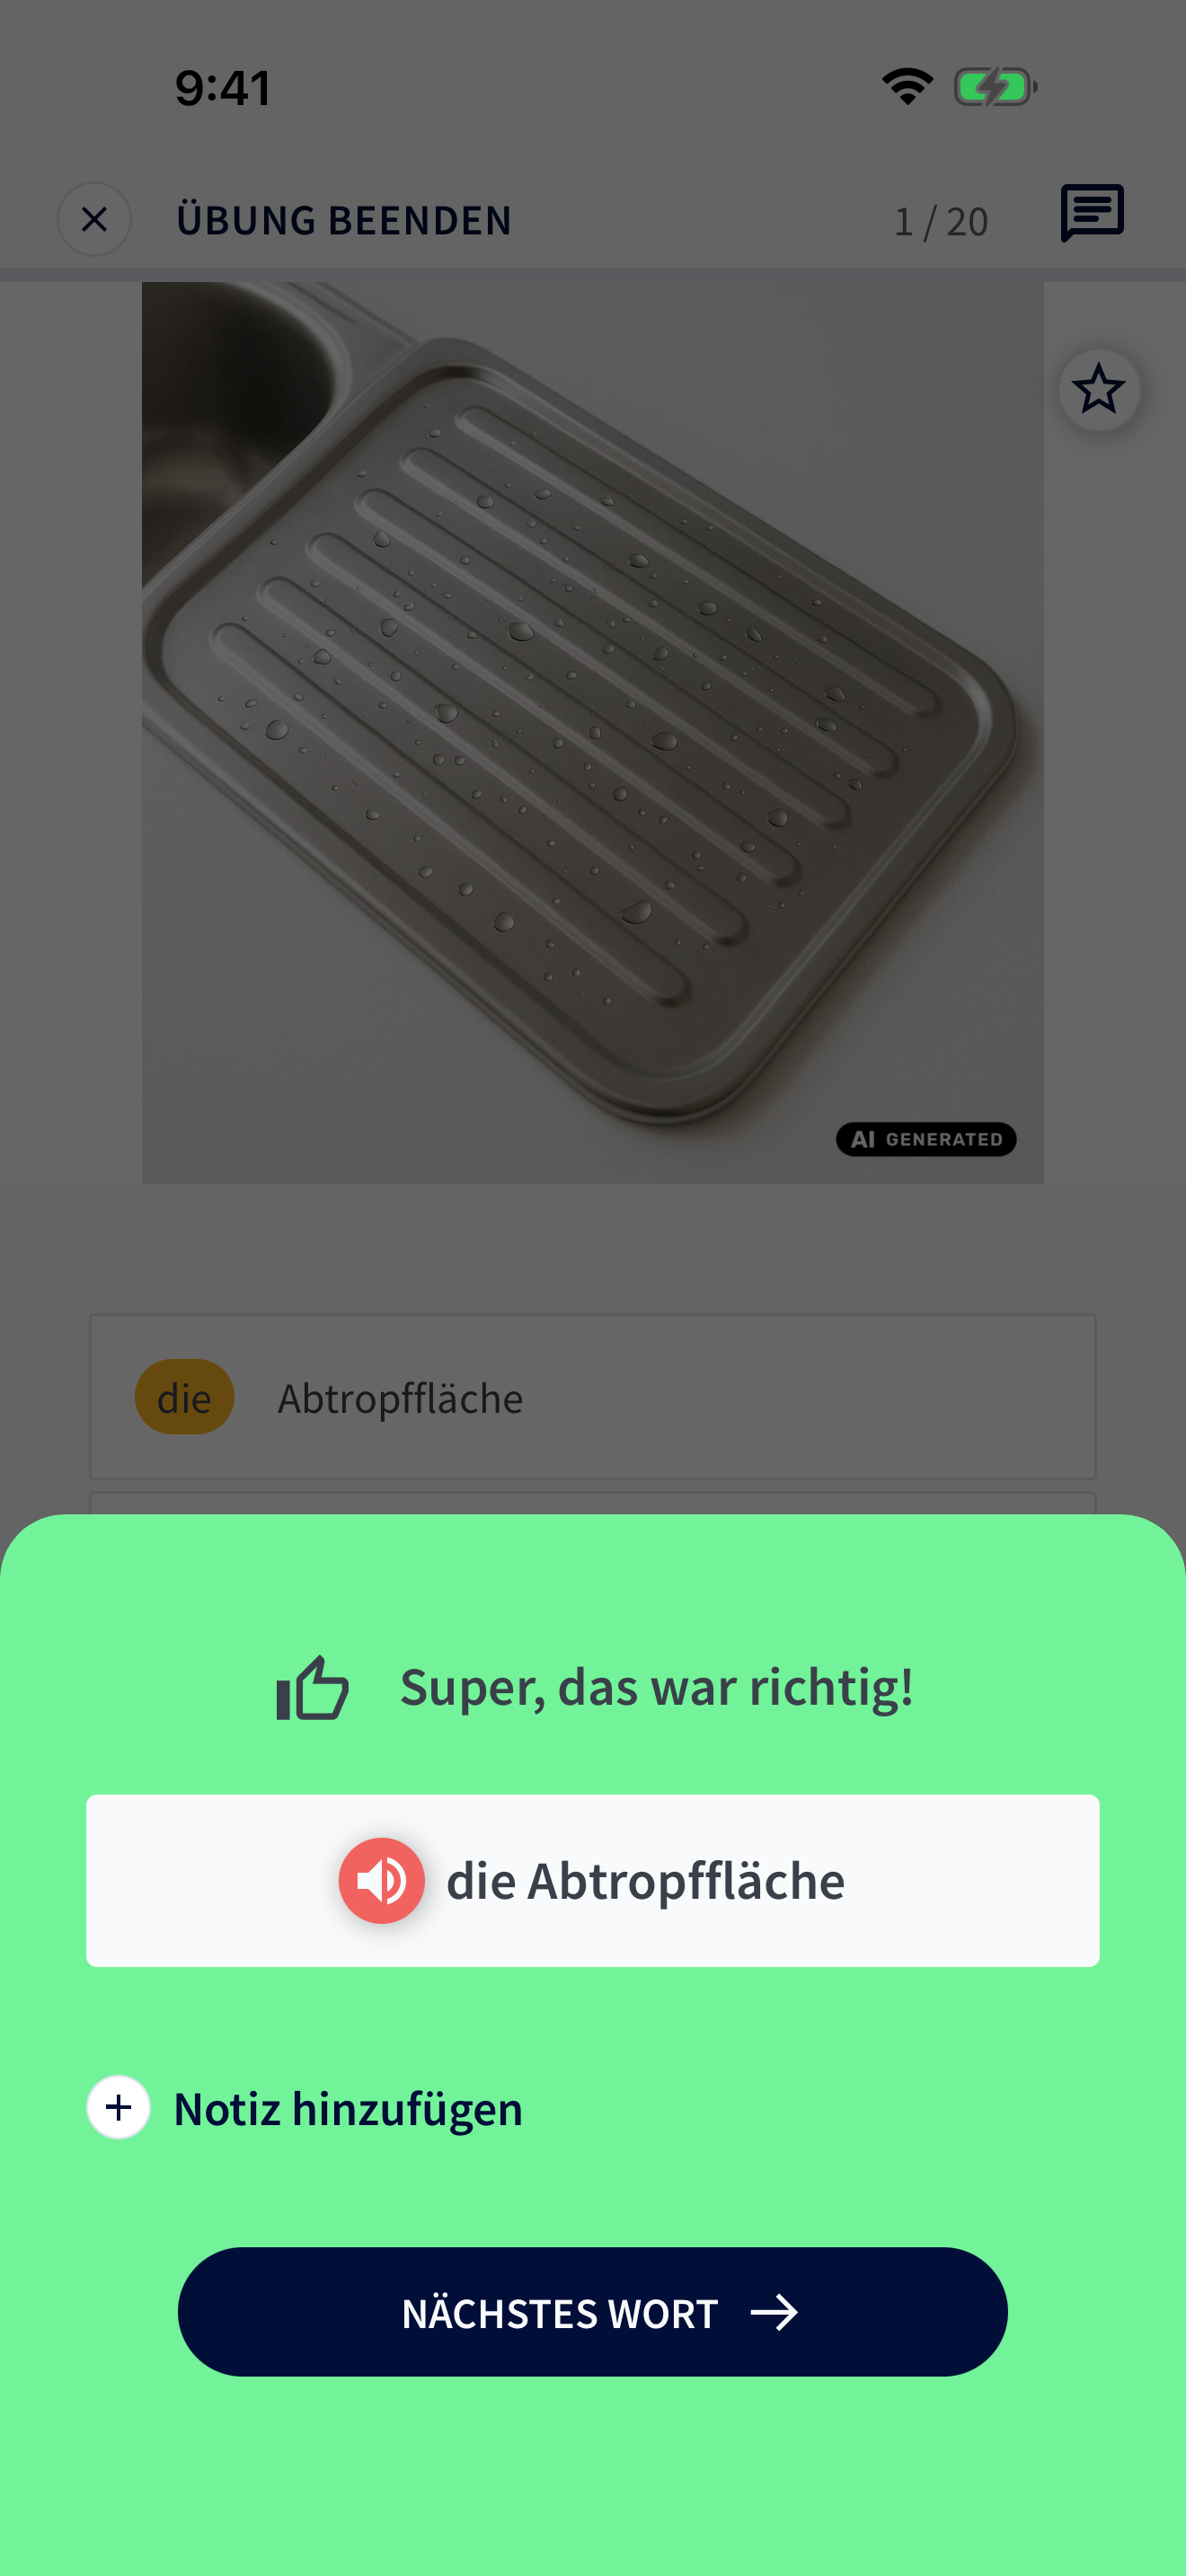 9:41
ÜBUNG BEENDEN
1 / 20
AI GENERATED
die Abtropffläche
Super, das war richtig!
die Abtropffläche
Notiz hinzufügen
NÄCHSTES WORT